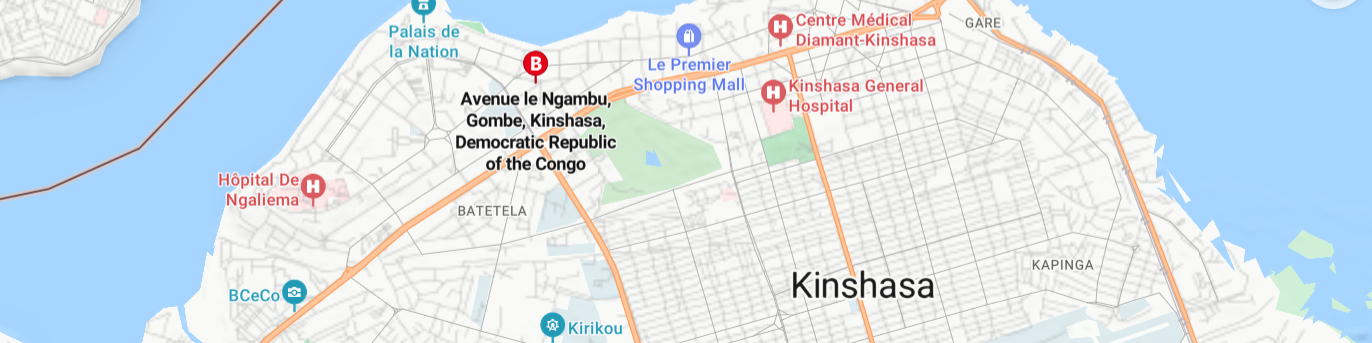 Palais de
la Nation
B
Avenue le Ngambu,
Gombe, Kinshasa,
Democratic Republic
of the Congo
Le Premier
Shopping Mall
H
Centre Médical
Diamant-Kinshasa
GARE
H
Kinshasa General
Hospital
Hôpital De
Ngaliema
H
BATETELA
KAPINGA
Kinshasa
BCeCo
Kirikou